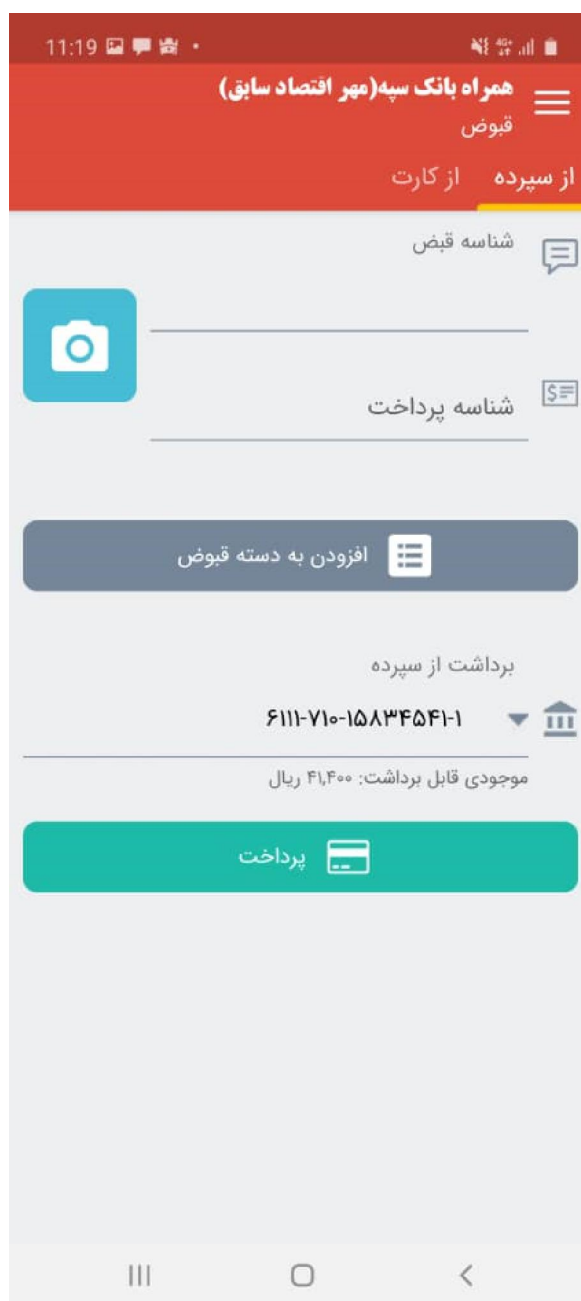 11:19
همراه بانک سپه(مهر اقتصاد سابق)
قبوض
از سپرده از کارت
شناسه قبض
شناسه پرداخت
افزودن به دسته قبوض
برداشت از سپرده
۶۱۱۱-۷۱۰-۱۵۸۳۴۵۴۱-۱
موجودی قابل برداشت: ۴۱,۴۰۰ ریال
پرداخت